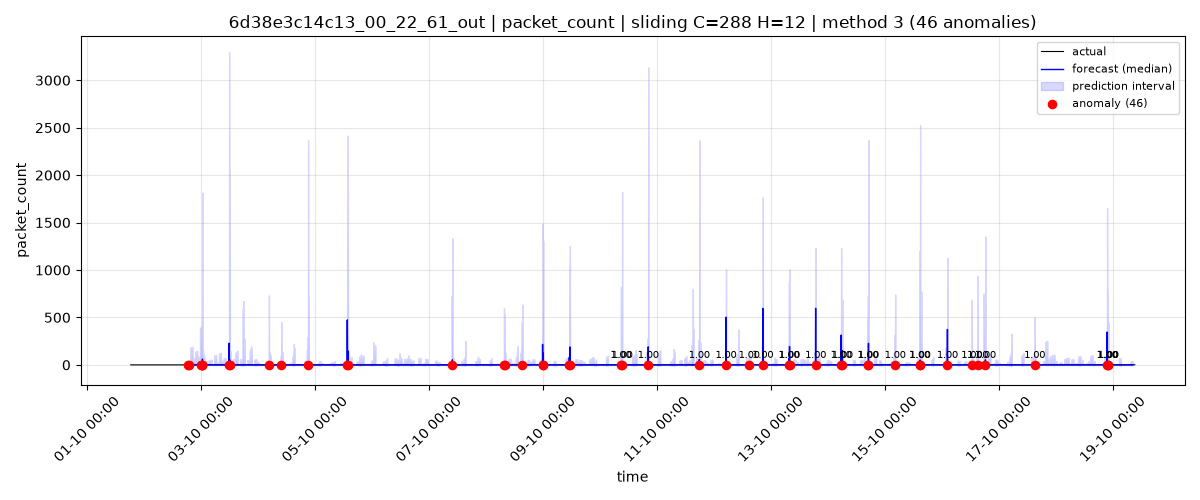 6d38e3c14c13_00_22_61_out | packet_count | sliding C=288 H=12 | method 3 (46 anomalies)
actual
forecast (median)
prediction interval
anomaly (46)
packet_count
3000
2500
2000
1500
1000
500
0
1.00 1.00 1.00 1.00 1.00 1.00 1.00 1.00 1.00 1.00 1.00 1.00 1.00 1.00
01-10 00:00
03-10 00:00
05-10 00:00
07-10 00:00
09-10 00:00
11-10 00:00
13-10 00:00
15-10 00:00
17-10 00:00
19-10 00:00
time